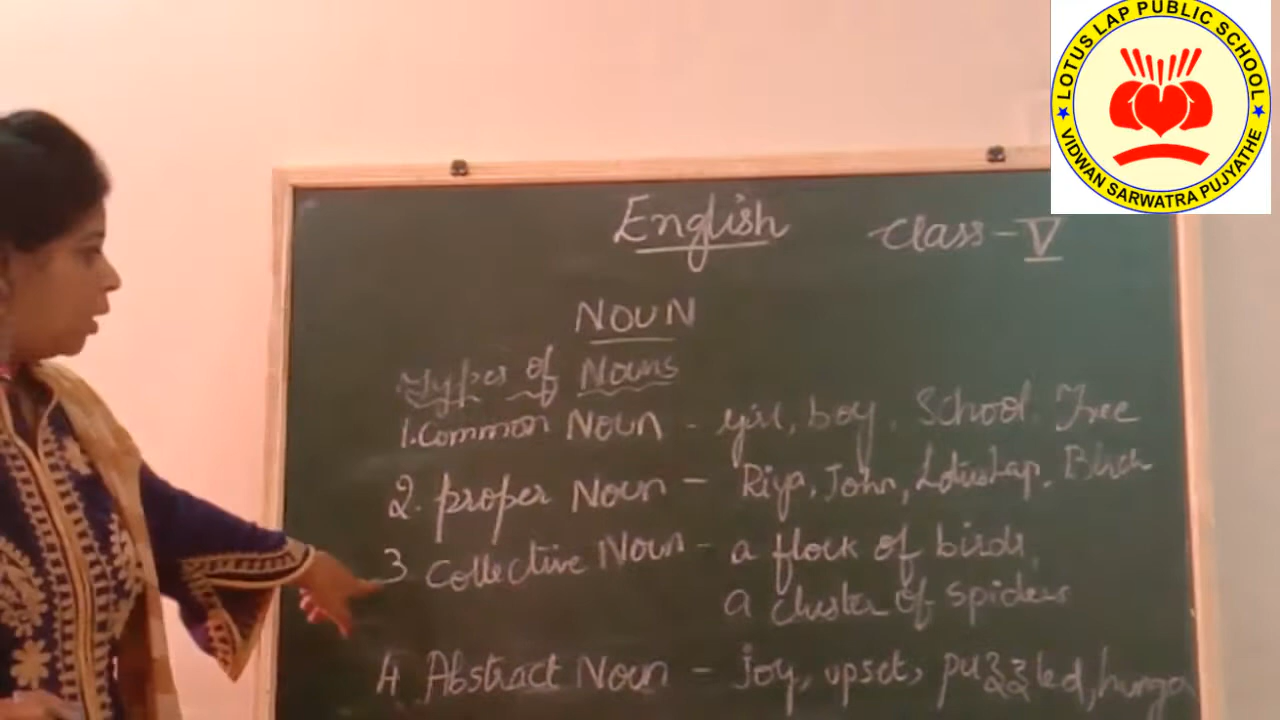 LOTUS LAP PUBLIC SCHOOL
VIDWAN SARWATRA PUJYATHE
English Class - V
NOUN
Types of Nouns
1. Common Noun - girl, boy, School, Tree
2. proper Noun - Riya, John, LotusLap, Birch
3 Collective Noun - a flock of birds,
a cluster of spiders
4. Abstract Noun - joy, upset, puzzled,